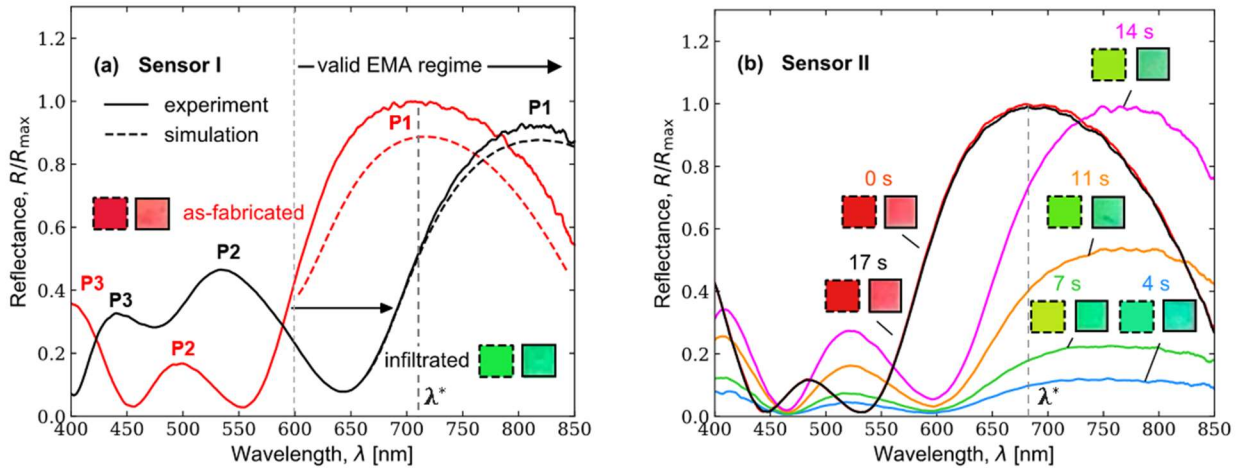 (a) Sensor I
valid EMA regime
experiment
simulation
P1
P1
as-fabricated
P2
P3
P3
P2
infiltrated
λ*
1.2
1.0
0.8
0.6
0.4
0.2
0.0
Reflectance, R/Rmax
400 450 500 550 600 650 700 750 800 850
Wavelength, λ [nm]
(b) Sensor II
14 s
11 s
0 s
17 s
7 s 4 s
λ*
1.2
1.0
0.8
0.6
0.4
0.2
0.0
Reflectance, R/Rmax
400 450 500 550 600 650 700 750 800 850
Wavelength, λ [nm]